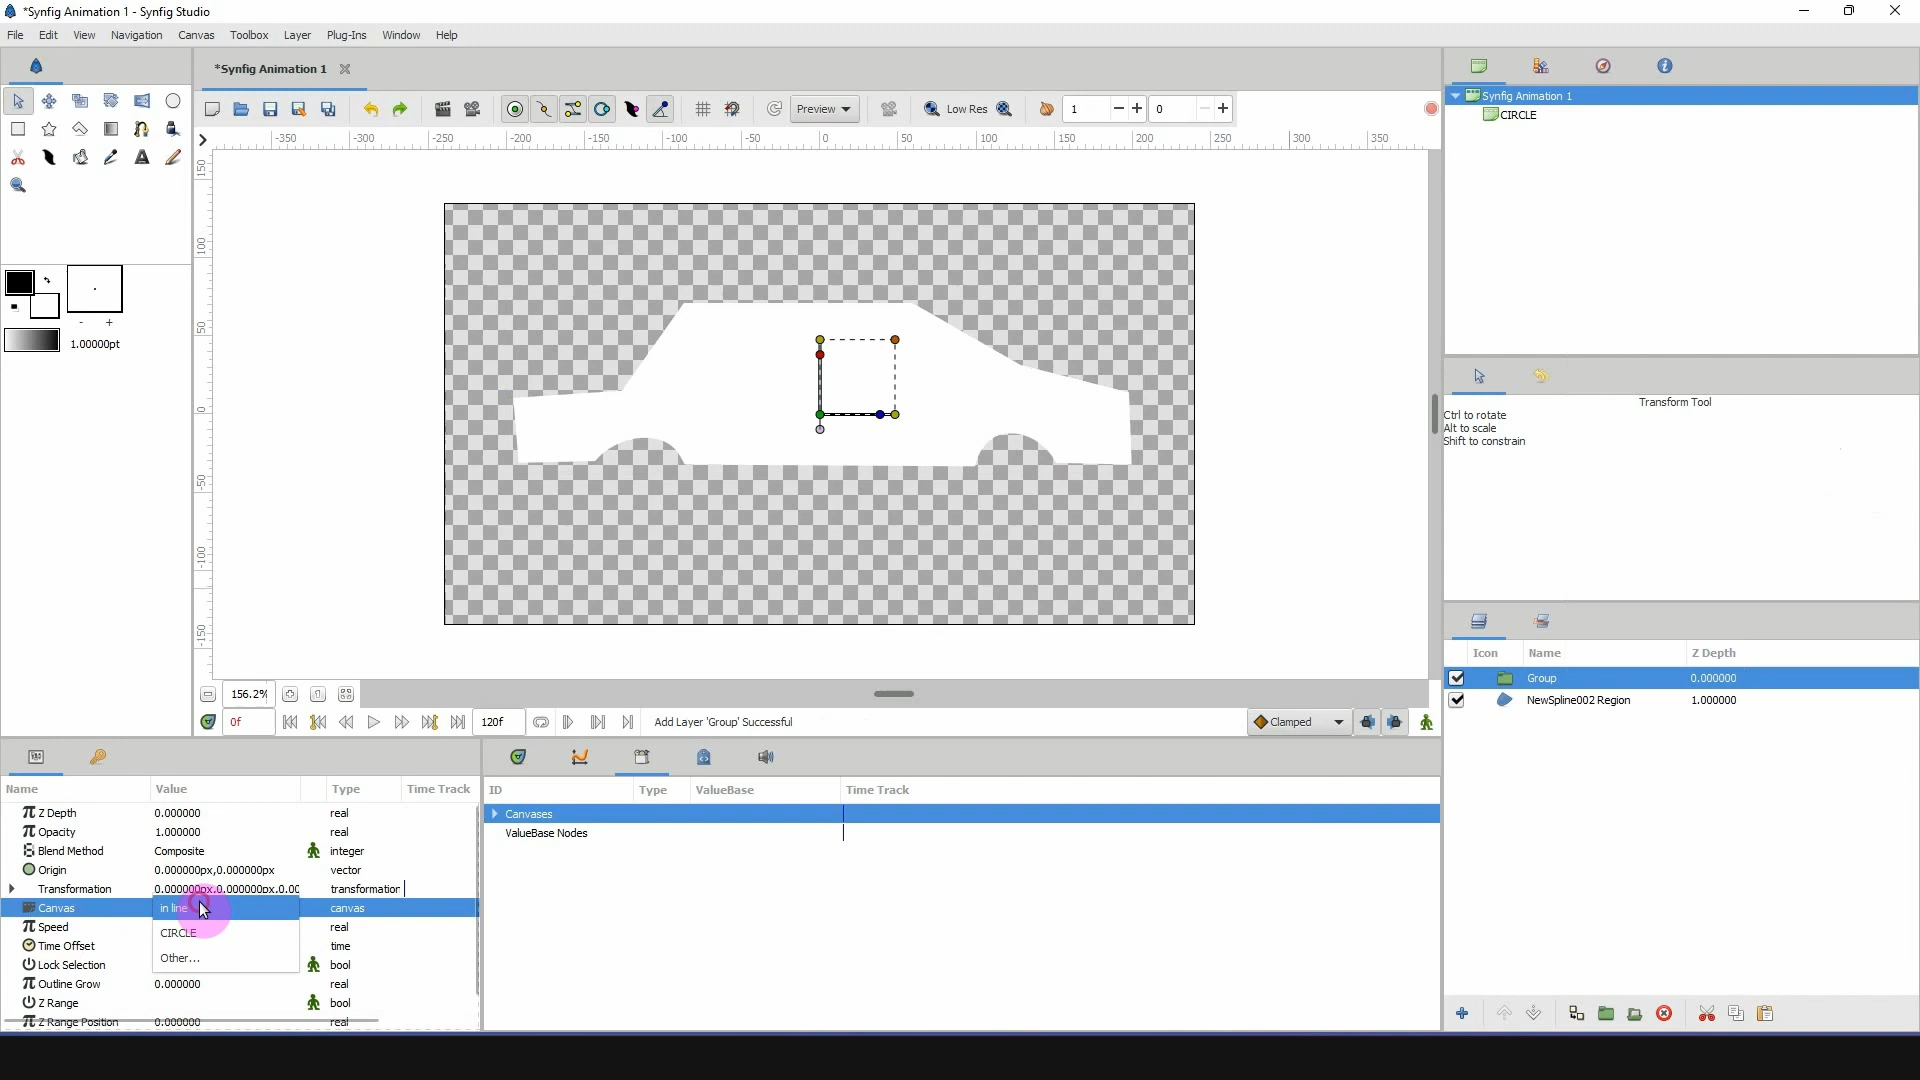 *Synfig Animation 1 - Synfig Studio
File Edit View Navigation Canvas Toolbox Layer Plug-Ins Window Help
*Synfig Animation 1
Preview
Low Res
1
0
-350 -300 -250 -200 -150 -100 -50 0 50 100 150 200 250 300 350
150
100
50
0
-50
-100
-150
1.00000pt
Synfig Animation 1
CIRCLE
Transform Tool
Ctrl to rotate
Alt to scale
Shift to constrain
Icon Name Z Depth
Group 0.000000
NewSpline002 Region 1.000000
156.2%
0f
120f
Add Layer 'Group' Successful
Clamped
Name Value Type Time Track
Z Depth 0.000000 real
Opacity 1.000000 real
Blend Method Composite integer
Origin 0.000000px,0.000000px vector
Transformation 0.000000px,0.000000px,0.00 transformation
Canvas in line canvas
Speed real
CIRCLE
Time Offset time
Other...
Lock Selection bool
Outline Grow 0.000000 real
Z Range bool
Z Range Position 0.000000 real
ID Type ValueBase Time Track
Canvases
ValueBase Nodes